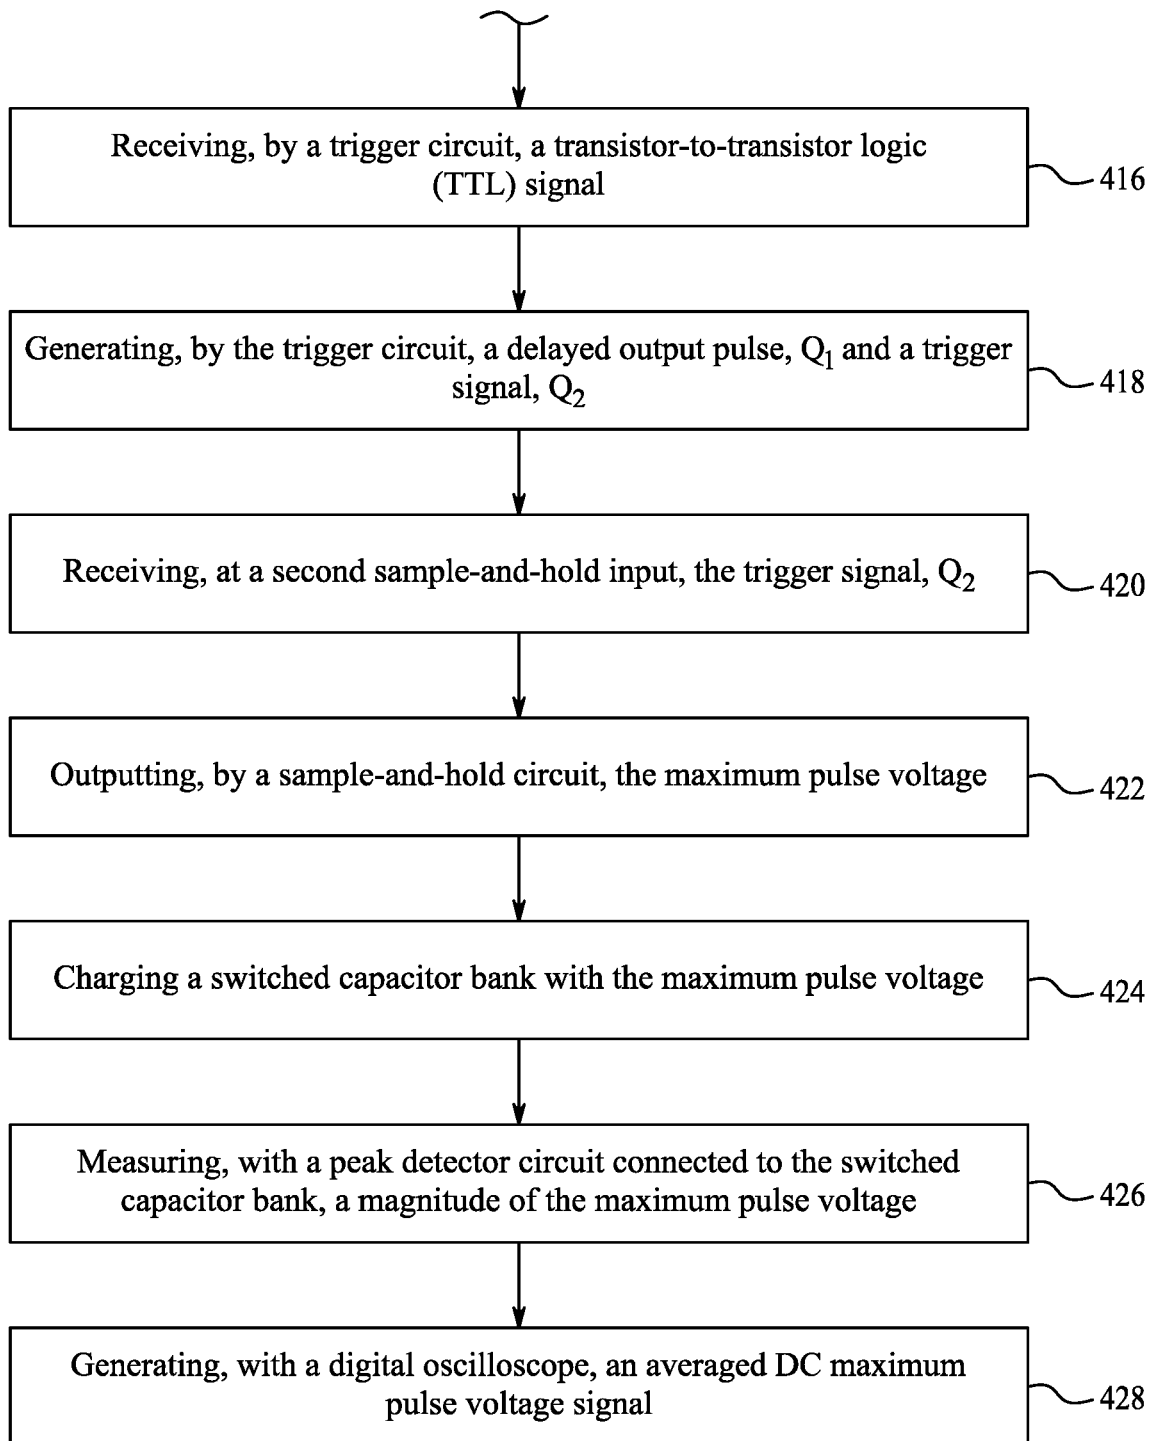 Receiving, by a trigger circuit, a transistor-to-transistor logic
(TTL) signal
416
Generating, by the trigger circuit, a delayed output pulse, Q₁ and a trigger
signal, Q₂
418
Receiving, at a second sample-and-hold input, the trigger signal, Q₂
420
Outputting, by a sample-and-hold circuit, the maximum pulse voltage
422
Charging a switched capacitor bank with the maximum pulse voltage
424
Measuring, with a peak detector circuit connected to the switched
capacitor bank, a magnitude of the maximum pulse voltage
426
Generating, with a digital oscilloscope, an averaged DC maximum
pulse voltage signal
428